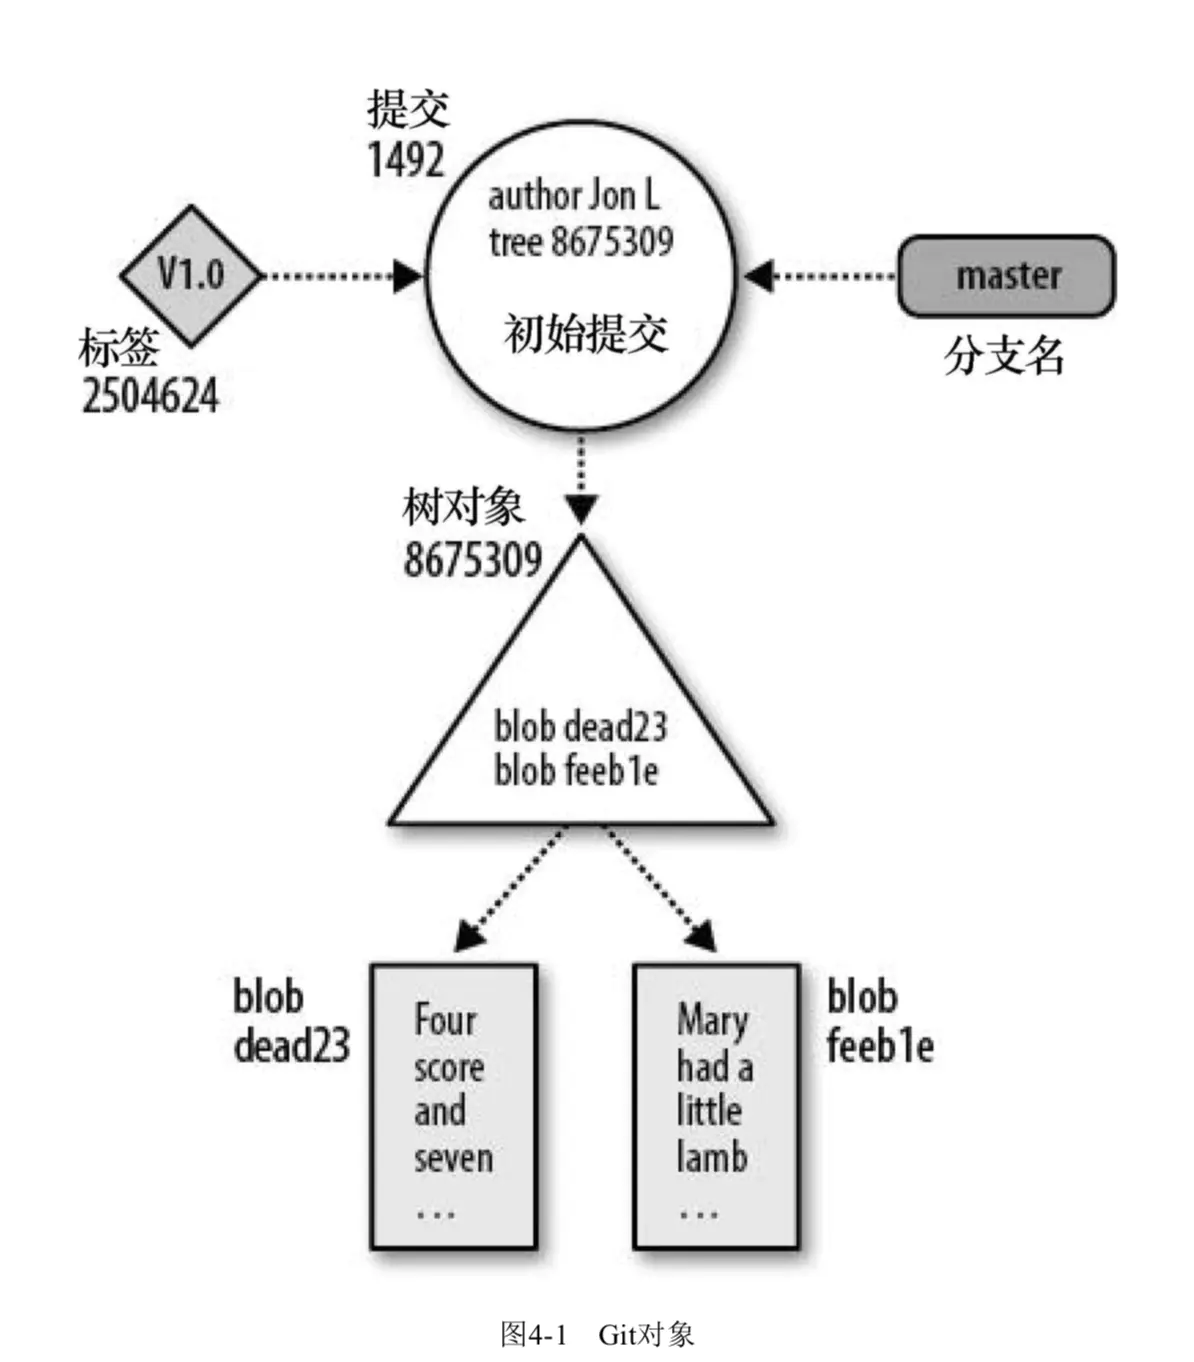 提交
1492
author Jon L
tree 8675309
初始提交
V1.0
标签
2504624
master
分支名
树对象
8675309
blob dead23
blob feeb1e
blob
dead23
Four
score
and
seven
...
Mary
had a
little
lamb
...
blob
feeb1e
图4-1 Git对象